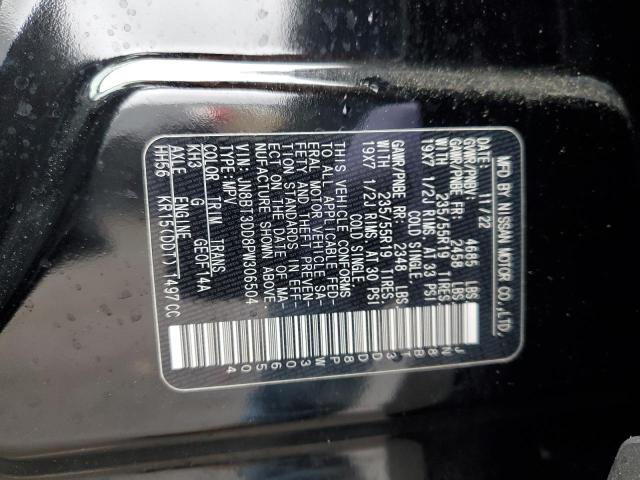 MFD. BY NISSAN MOTOR CO.,LTD.
11/22
GVWR/PNBV: 4685 LBS
GAWR/PNBE FR: 2458 LBS.
WITH 235/55R19 TIRES,
19X7 1/2J RIMS, AT 33 PSI
COLD SINGLE.
GAWR/PNBE RR: 2348 LBS.
WITH 235/55R19 TIRES,
19X7 1/2J RIMS, AT 30 PSI
COLD SINGLE.
THIS VEHICLE CONFORMS
TO ALL APPLICABLE FED-
ERAL MOTOR VEHICLE SA-
FETY AND THEFT PREVEN-
TION STANDARDS IN EFF-
ECT ON THE DATE OF MA-
NUFACTURE SHOWN ABOVE.
VIN: JN8BT3DD8PW306504
TYPE: MPV
COLOR TRIM TRANS.
KH3 G GE0F14A
AXLE ENGINE
HH56 KR15(DDT) 1497CC
JN8BT3DD8PW306504